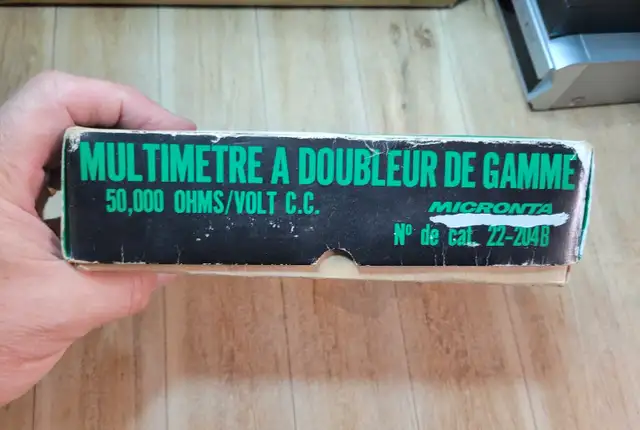 MULTIMETRE A DOUBLEUR DE GAMME
50,000 OHMS/VOLT C.C.
MICRONTA
Nº de cat. 22-204B